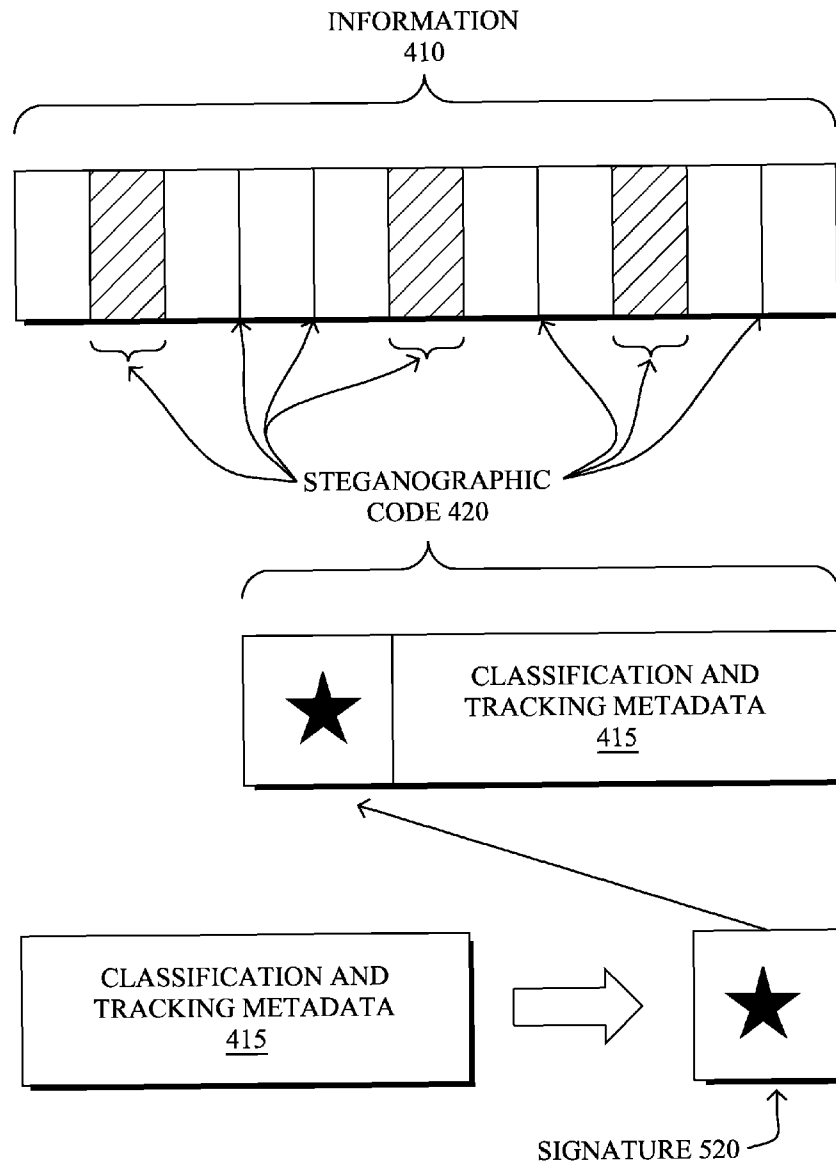 INFORMATION
410
STEGANOGRAPHIC
CODE 420
CLASSIFICATION AND
TRACKING METADATA
415
CLASSIFICATION AND
TRACKING METADATA
415
SIGNATURE 520